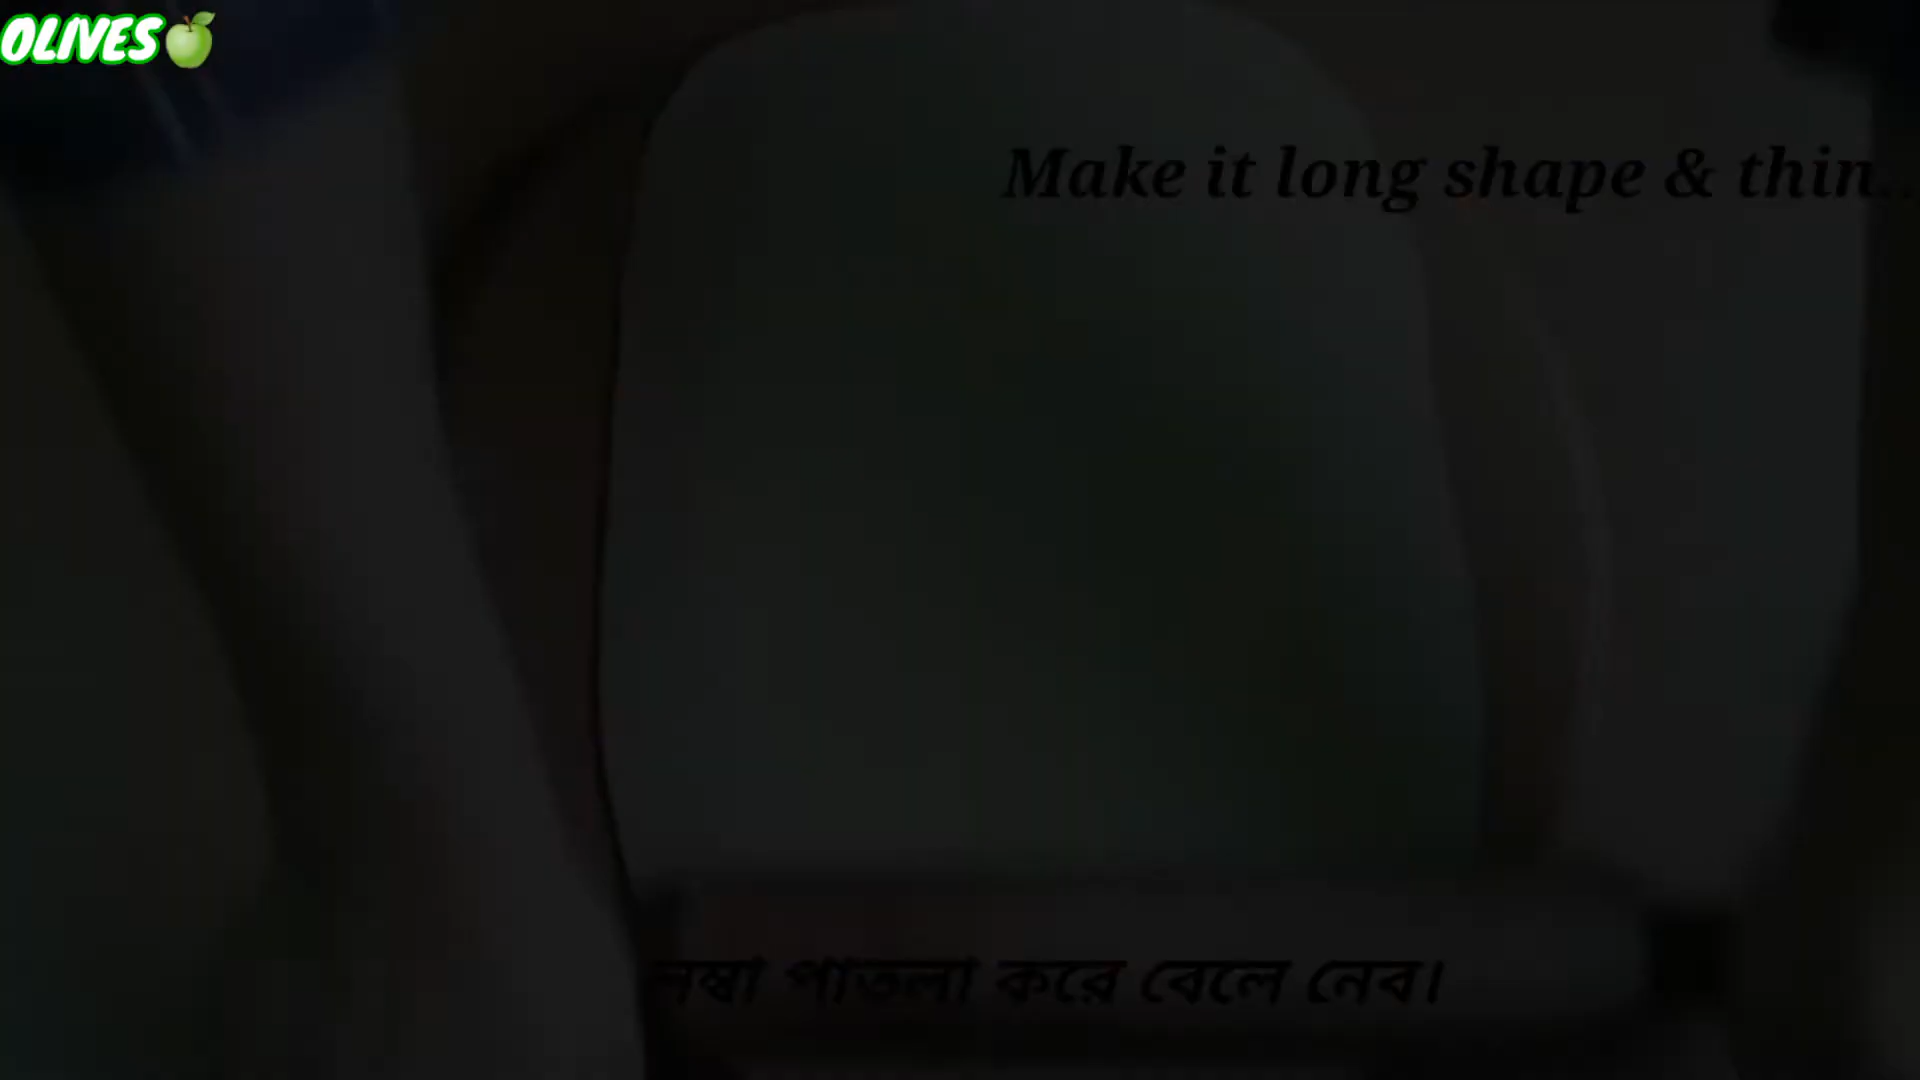 OLIVES
Make it long shape & thin..
লম্বা পাতলা করে বেলে নেব।